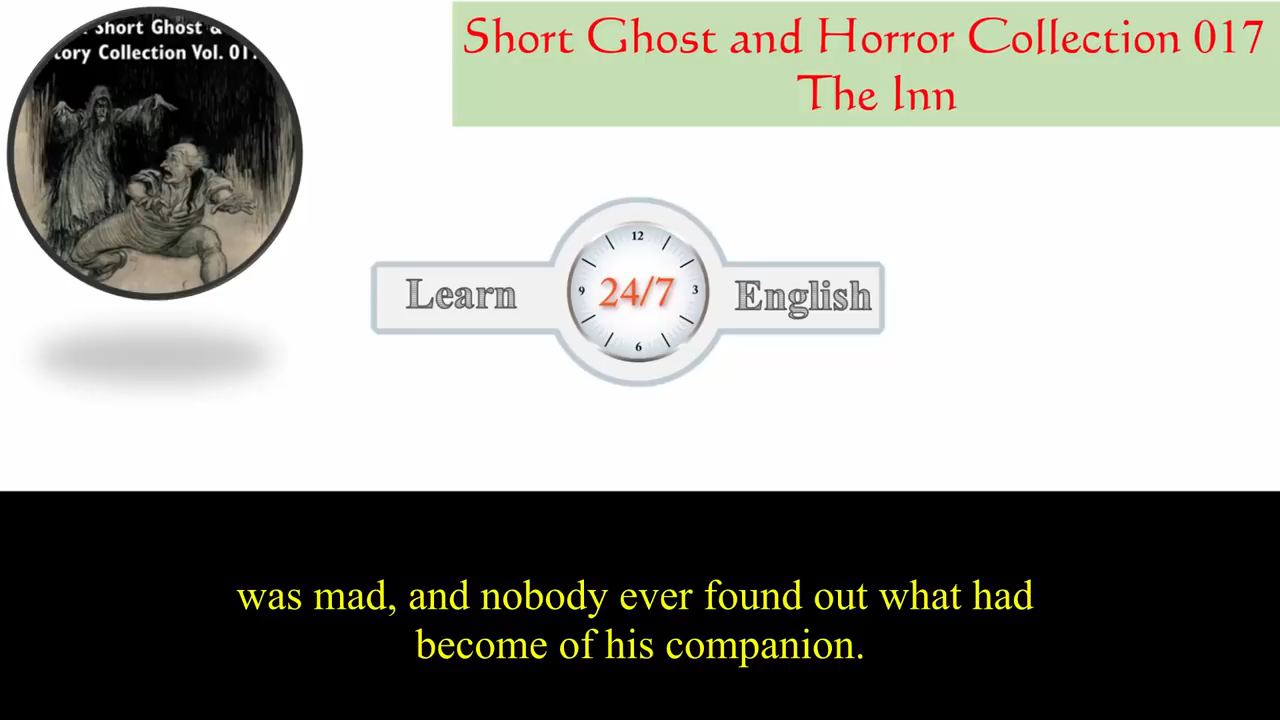 Short Ghost &
tory Collection Vol. 01
Short Ghost and Horror Collection 017
The Inn
12
9
3
6
Learn
24/7
English
was mad, and nobody ever found out what had
become of his companion.